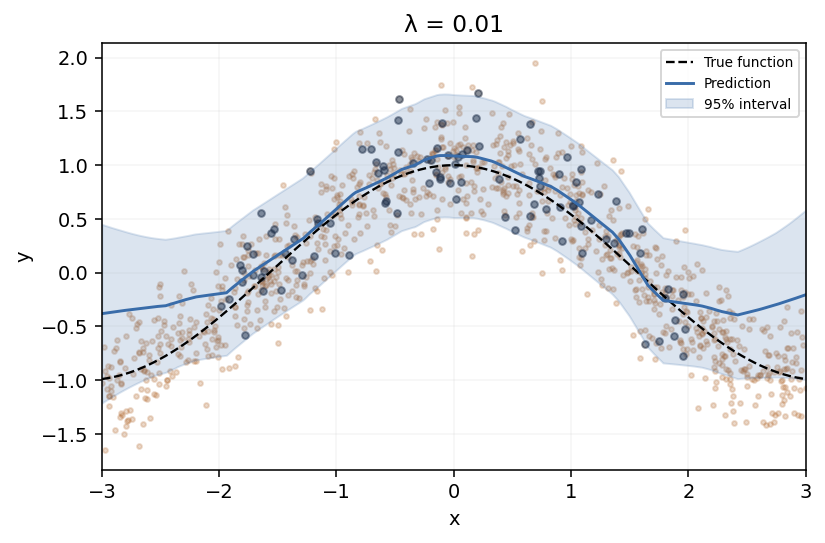 λ = 0.01
True function
Prediction
95% interval
y
2.0
1.5
1.0
0.5
0.0
−0.5
−1.0
−1.5
−3 −2 −1 0 1 2 3
x